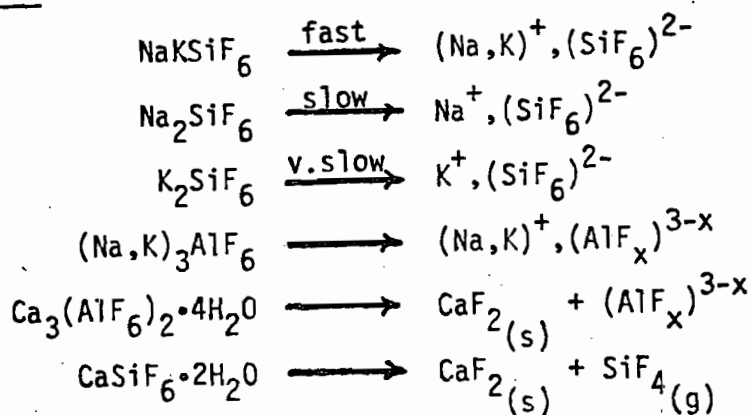 NaKSiF₆ fast → (Na,K)⁺,(SiF₆)²⁻
Na₂SiF₆ slow → Na⁺,(SiF₆)²⁻
K₂SiF₆ v.slow → K⁺,(SiF₆)²⁻
(Na,K)₃AlF₆ → (Na,K)⁺,(AlFₓ)³⁻ˣ
Ca₃(AlF₆)₂•4H₂O → CaF₂₍ₛ₎ + (AlFₓ)³⁻ˣ
CaSiF₆•2H₂O → CaF₂₍ₛ₎ + SiF₄(g)